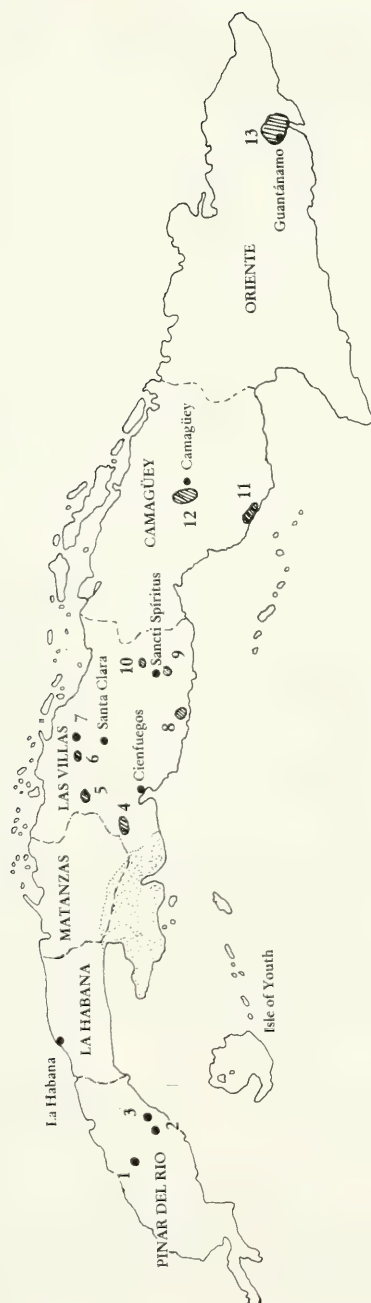 La Habana
1
3
2
PINAR DEL RIO
LA HABANA
MATANZAS
LAS VILLAS
5
6
7
4
Santa Clara
Cienfuegos
10
Sancti Spíritus
9
8
CAMAGÜEY
12
Camagüey
11
ORIENTE
13
Guantánamo
Isle of Youth